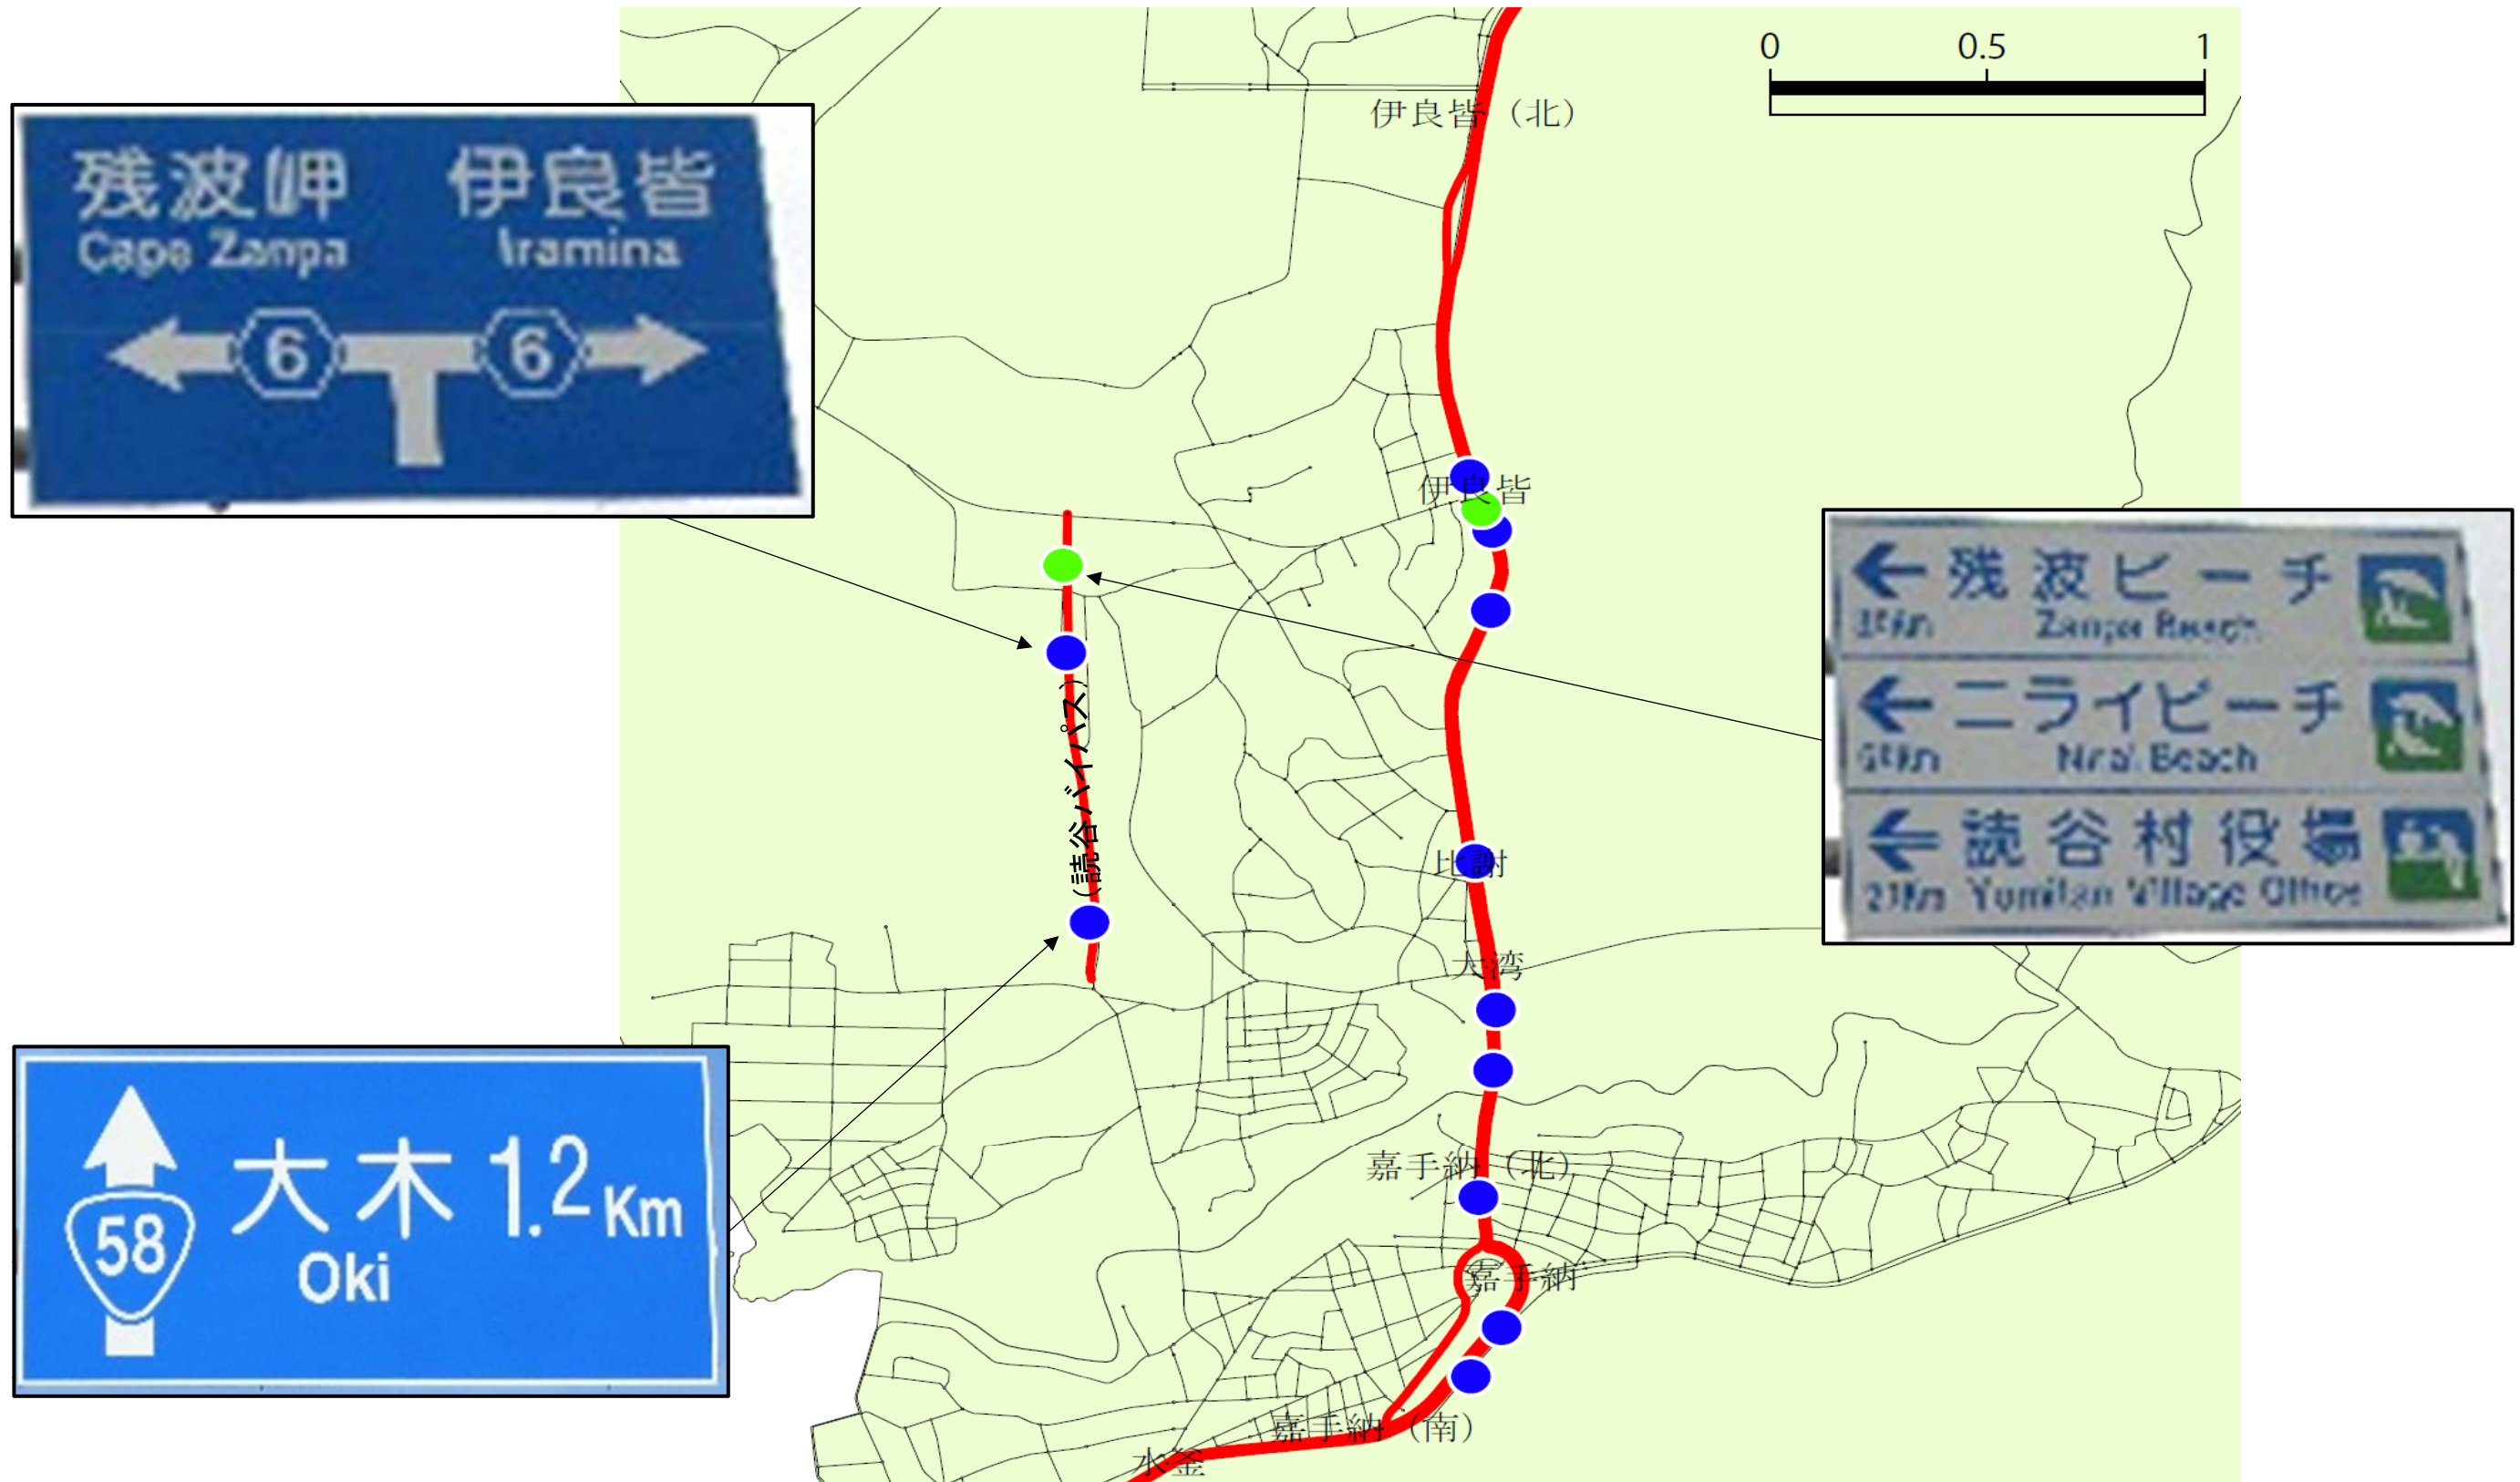 0 0.5 1
伊良皆（北）
残波岬 伊良皆
Cape Zanpa Iramina
6 6
伊良皆
残波ビーチ
Zanpa Beach
ニライビーチ
Nirai Beach
読谷村役場
Yomitan Village Office
（読谷バイパス）
比謝
大湾
58 大木 1.2Km
Oki
嘉手納（北）
嘉手納
嘉手納（南）
水釜